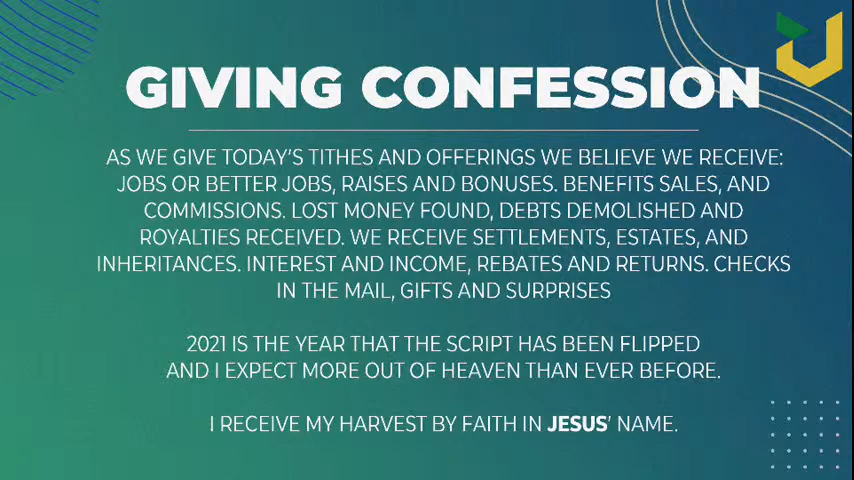 GIVING CONFESSION
AS WE GIVE TODAY'S TITHES AND OFFERINGS WE BELIEVE WE RECEIVE:
JOBS OR BETTER JOBS, RAISES AND BONUSES. BENEFITS SALES, AND
COMMISSIONS. LOST MONEY FOUND, DEBTS DEMOLISHED AND
ROYALTIES RECEIVED. WE RECEIVE SETTLEMENTS, ESTATES, AND
INHERITANCES. INTEREST AND INCOME, REBATES AND RETURNS. CHECKS
IN THE MAIL, GIFTS AND SURPRISES
2021 IS THE YEAR THAT THE SCRIPT HAS BEEN FLIPPED
AND I EXPECT MORE OUT OF HEAVEN THAN EVER BEFORE.
I RECEIVE MY HARVEST BY FAITH IN JESUS' NAME.